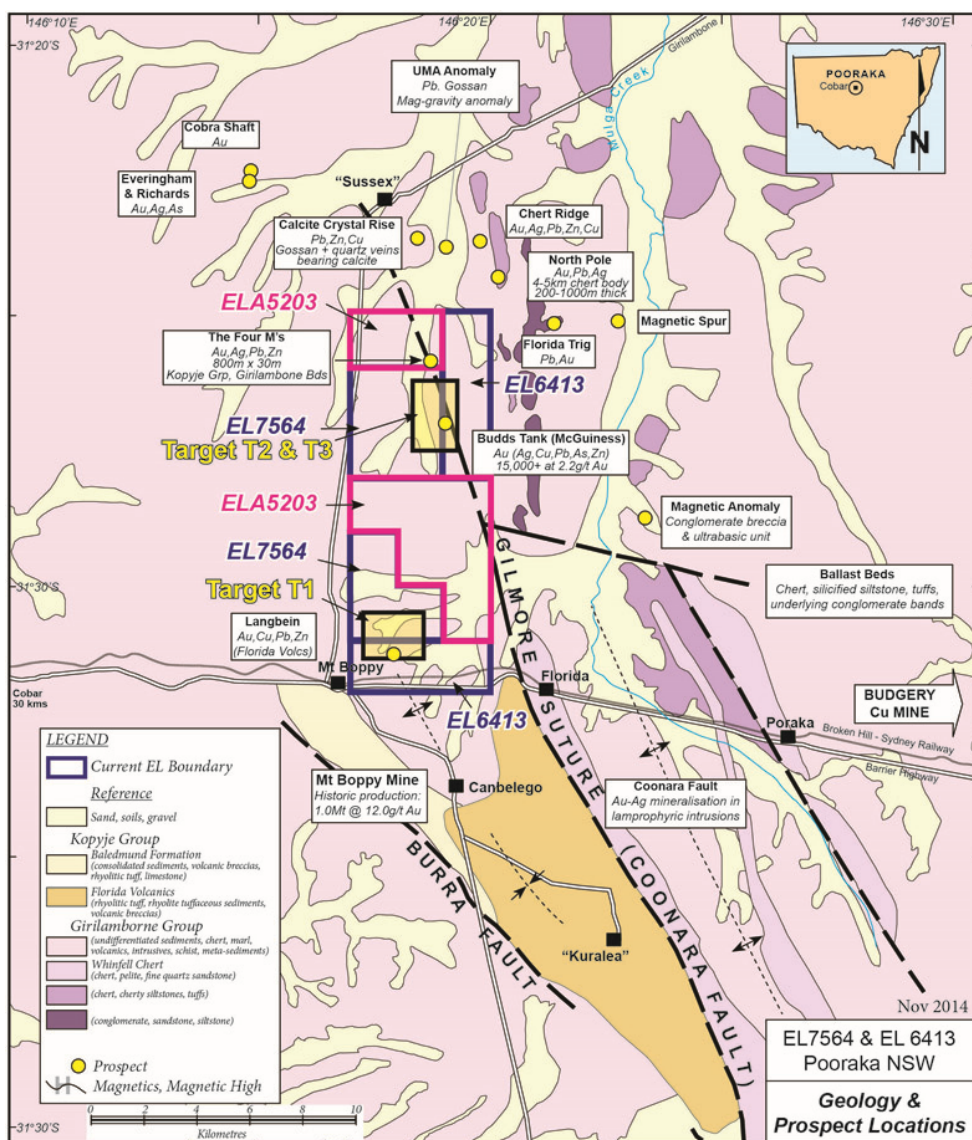 146°10'E
146°20'E
146°30'E
31°20'S
Girilambone
UMA Anomaly
Pb. Gossan
Mag-gravity anomaly
Mulga Creek
POORAKA
Cobar
N
Cobra Shaft
Au
Everingham
& Richards
Au,Ag,As
"Sussex"
Calcite Crystal Rise
Pb,Zn,Cu
Gossan + quartz veins
bearing calcite
Chert Ridge
Au,Ag,Pb,Zn,Cu
North Pole
Au,Pb,Ag
4-5km chert body
200-1000m thick
ELA5203
The Four M's
Au,Ag,Pb,Zn
800m x 30m
Kopyje Grp, Girilambone Bds
Florida Trig
Pb,Au
Magnetic Spur
EL6413
EL7564
Target T2 & T3
Budds Tank (McGuiness)
Au (Ag,Cu,Pb,As,Zn)
15,000+ at 2.2g/t Au
ELA5203
Magnetic Anomaly
Conglomerate breccia
& ultrabasic unit
EL7564
31°30'S
Target T1
Ballast Beds
Chert, silicified siltstone, tuffs,
underlying conglomerate bands
Langbein
Au,Cu,Pb,Zn
(Florida Volcs)
GILMORE SUTURE (COONARA FAULT)
Mt Boppy
Florida
Cobar
30 kms
EL6413
BUDGERY
Cu MINE
Poraka
Broken Hill - Sydney Railway
Barrier Highway
Mt Boppy Mine
Historic production:
1.0Mt @ 12.0g/t Au
Canbelego
Coonara Fault
Au-Ag mineralisation in
lamprophyric intrusions
BURRA FAULT
"Kuralea"
LEGEND
Current EL Boundary
Reference
Sand, soils, gravel
Kopyje Group
Baledmund Formation
(consolidated sediments, volcanic breccias,
rhyolitic tuff, limestone)
Florida Volcanics
(rhyolitic tuff, rhyolite tuffaceous sediments,
volcanic breccias)
Girilamborne Group
(undifferentiated sediments, chert, marl,
volcanics, intrusives, schist, meta-sediments)
Whinfell Chert
(chert, pelite, fine quartz sandstone)
(chert, cherty siltstones, tuffs)
(conglomerate, sandstone, siltstone)
Prospect
Magnetics, Magnetic High
0 2 4 6 8 10
Kilometres
31°30'S
Nov 2014
EL7564 & EL 6413
Pooraka NSW
Geology &
Prospect Locations